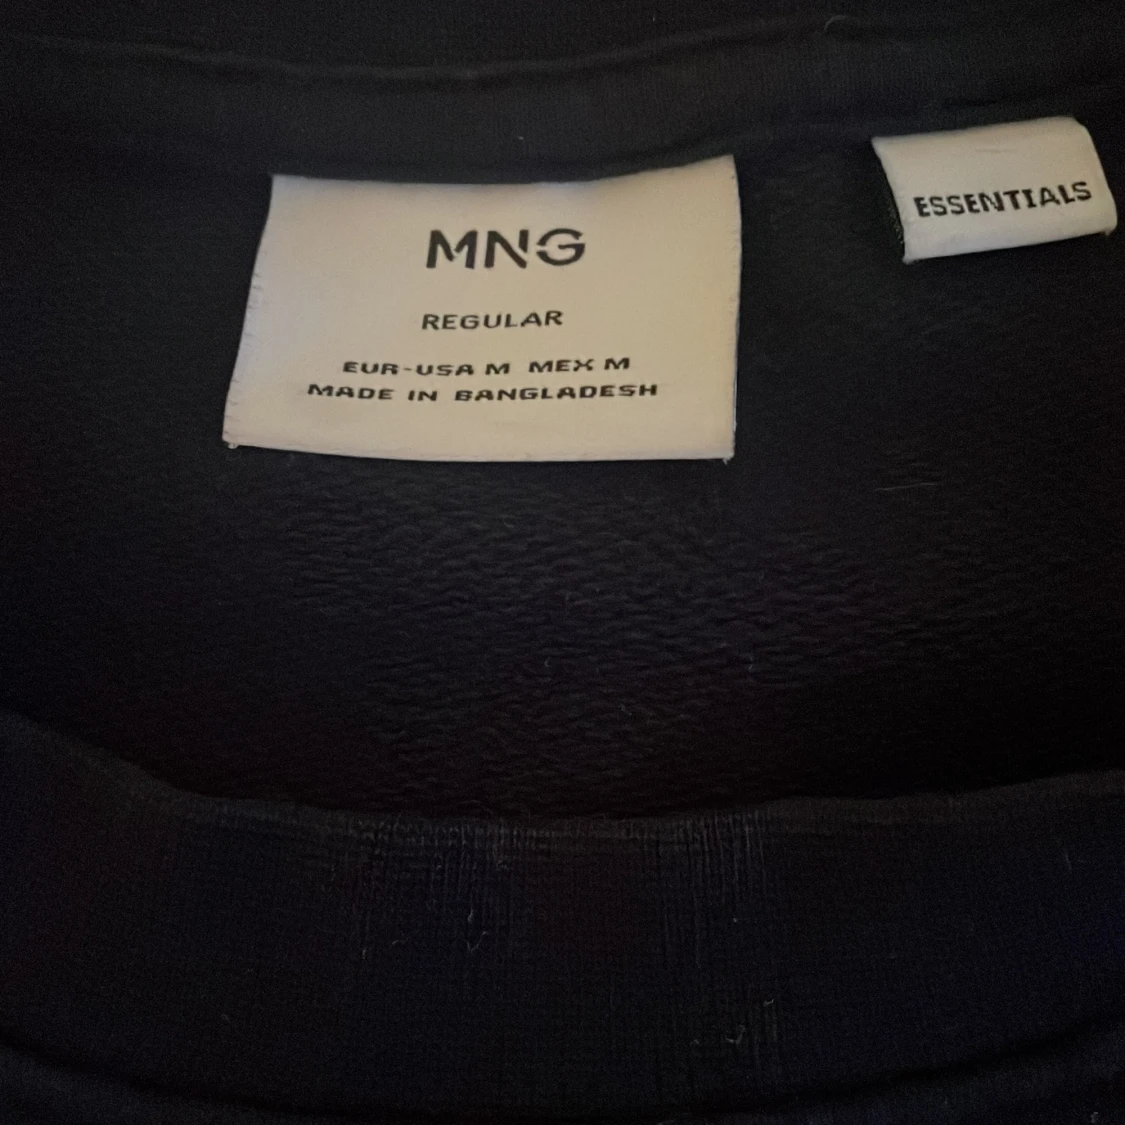 MNG
REGULAR
EUR-USA M MEX M
MADE IN BANGLADESH
ESSENTIALS